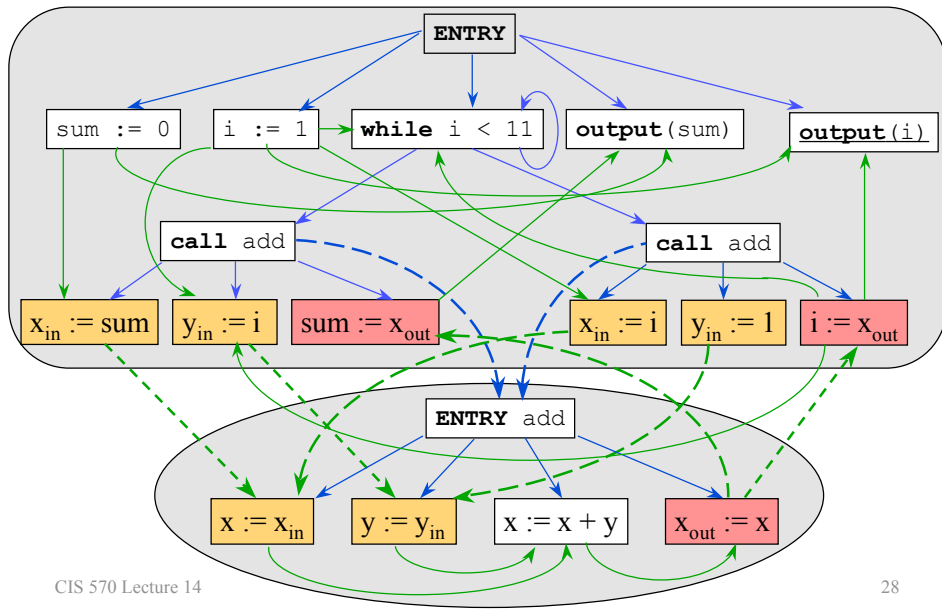 ENTRY
sum := 0
i := 1
while i < 11
output(sum)
output(i)
call add
call add
xin := sum
yin := i
sum := xout
xin := i
yin := 1
i := xout
ENTRY add
x := xin
y := yin
x := x + y
xout := x
CIS 570 Lecture 14
28